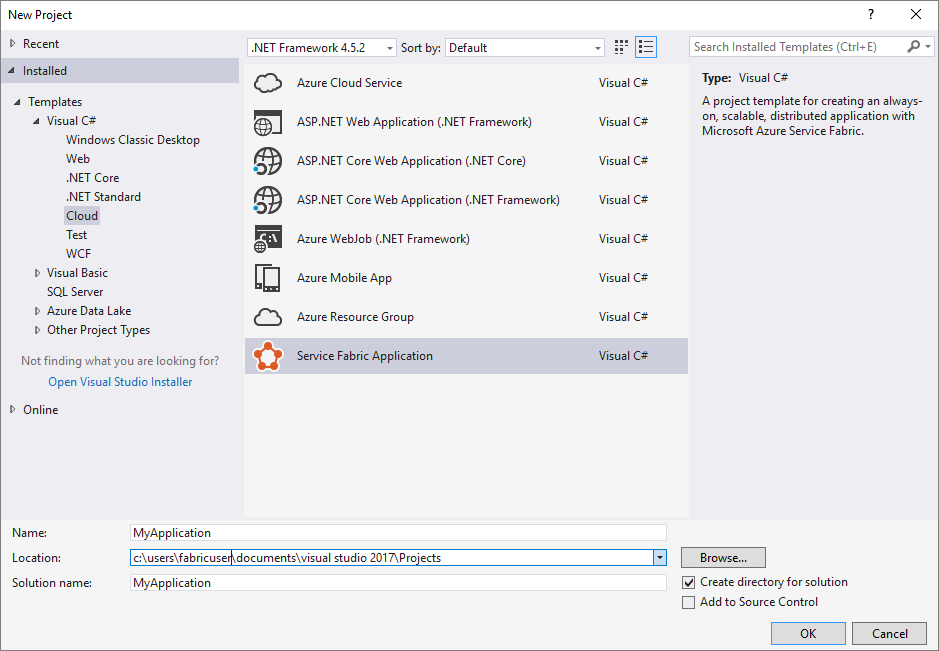 New Project
?
Recent
Installed
Templates
Visual C#
Windows Classic Desktop
Web
.NET Core
.NET Standard
Cloud
Test
WCF
Visual Basic
SQL Server
Azure Data Lake
Other Project Types
Not finding what you are looking for?
Open Visual Studio Installer
Online
.NET Framework 4.5.2 Sort by: Default
Azure Cloud Service Visual C#
ASP.NET Web Application (.NET Framework) Visual C#
ASP.NET Core Web Application (.NET Core) Visual C#
ASP.NET Core Web Application (.NET Framework) Visual C#
C:\
Azure WebJob (.NET Framework) Visual C#
Azure Mobile App Visual C#
Azure Resource Group Visual C#
Service Fabric Application Visual C#
Search Installed Templates (Ctrl+E)
Type: Visual C#
A project template for creating an always-
on, scalable, distributed application with
Microsoft Azure Service Fabric.
Name: MyApplication
Location: c:\users\fabricuser\documents\visual studio 2017\Projects Browse...
Solution name: MyApplication
Create directory for solution
Add to Source Control
OK Cancel